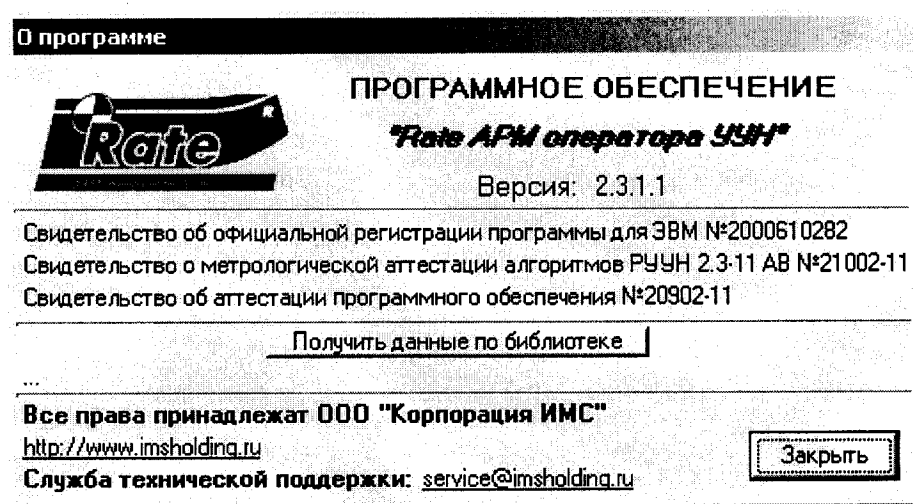 О программе
Rate
R
ПРОГРАММНОЕ ОБЕСПЕЧЕНИЕ
"Rate АРМ оператора УУН"
Версия: 2.3.1.1
Свидетельство об официальной регистрации программы для ЭВМ №2000610282
Свидетельство о метрологической аттестации алгоритмов РУУН 2.3-11 АВ №21002-11
Свидетельство об аттестации программного обеспечения №20902-11
Получить данные по библиотеке
...
Все права принадлежат ООО "Корпорация ИМС"
http://www.imsholding.ru
Закрыть
Служба технической поддержки: service@imsholding.ru